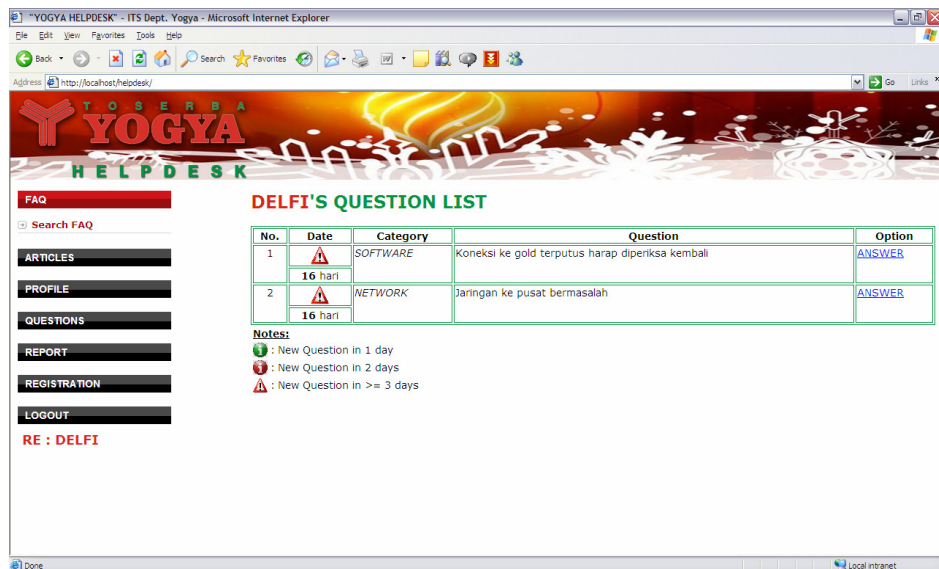 "YOGYA HELPDESK" - ITS Dept. Yogya - Microsoft Internet Explorer
File Edit View Favorites Tools Help
Back Search Favorites
Address http://localhost/helpdesk/ Go Links
TOSERBA
YOGYA
HELPDESK
FAQ
Search FAQ
ARTICLES
PROFILE
QUESTIONS
REPORT
REGISTRATION
LOGOUT
RE : DELFI
DELFI'S QUESTION LIST
No. Date Category Question Option
1 SOFTWARE Koneksi ke gold terputus harap diperiksa kembali ANSWER
16 hari
2 NETWORK Jaringan ke pusat bermasalah ANSWER
16 hari
Notes:
: New Question in 1 day
: New Question in 2 days
: New Question in >= 3 days
Done Local intranet